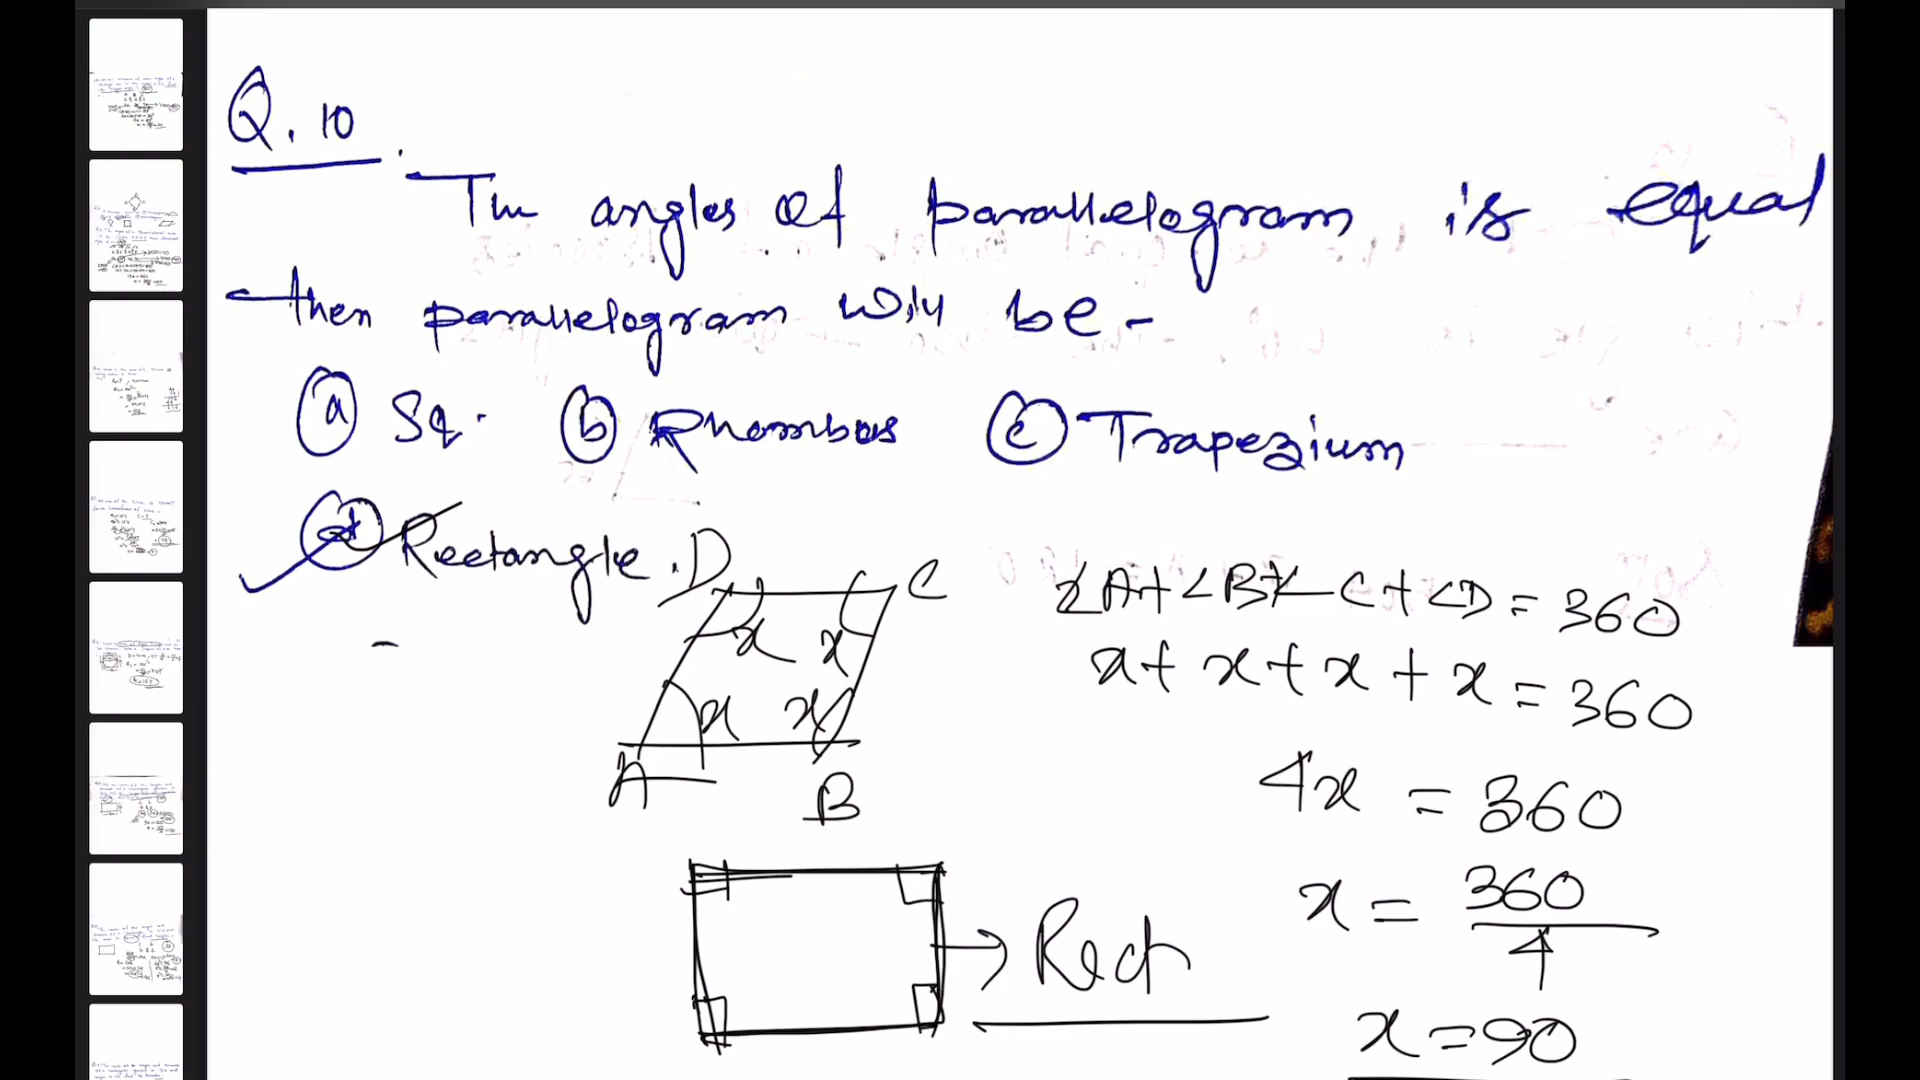 Q. 10
The angles of parallelogram is equal
then parallelogram will be -
(a) Sq. (b) Rhombus (c) Trapezium
(d) Rectangle.
D C
x x
x x
A B
∠A+∠B+∠C+∠D = 360
x+x+x+x = 360
4x = 360
x = 360/4
→ Rect
x = 90